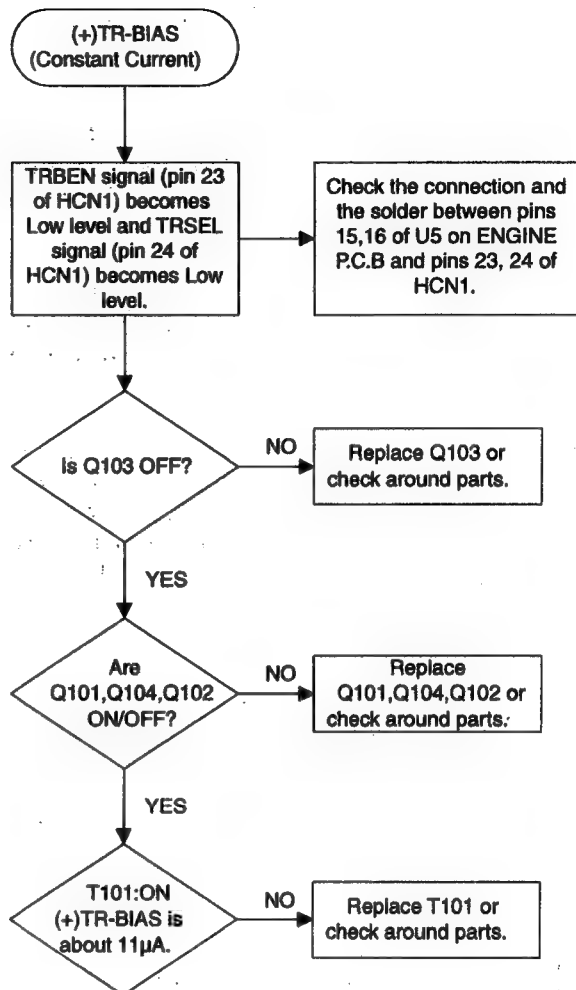 (+)TR-BIAS
(Constant Current)
TRBEN signal (pin 23
of HCN1) becomes
Low level and TRSEL
signal (pin 24 of
HCN1) becomes Low
level.
Check the connection and
the solder between pins
15,16 of U5 on ENGINE
P.C.B and pins 23, 24 of
HCN1.
Is Q103 OFF?
NO
Replace Q103 or
check around parts.
YES
Are
Q101,Q104,Q102
ON/OFF?
NO
Replace
Q101,Q104,Q102 or
check around parts.
YES
T101:ON
(+)TR-BIAS is
about 11µA.
NO
Replace T101 or
check around parts.